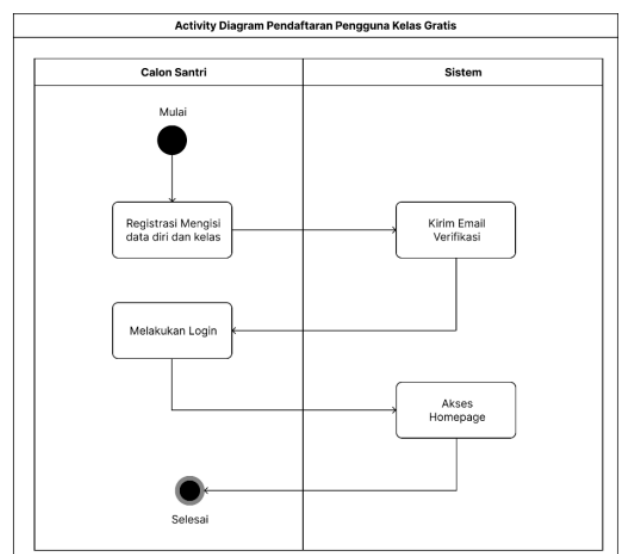 Activity Diagram Pendaftaran Pengguna Kelas Gratis
Calon Santri
Sistem
Mulai
Registrasi Mengisi
data diri dan kelas
Kirim Email
Verifikasi
Melakukan Login
Akses
Homepage
Selesai